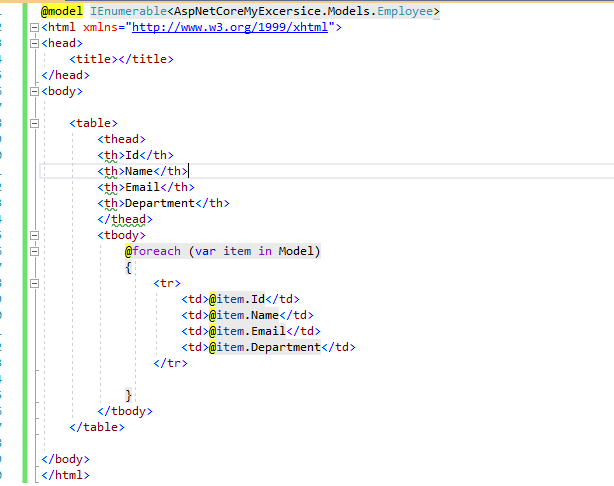 @model IEnumerable<AspNetCoreMyExcersice.Models.Employee>
<html xmlns="http://www.w3.org/1999/xhtml">
<head>
    <title></title>
</head>
<body>

    <table>
        <thead>
        <th>Id</th>
        <th>Name</th>
        <th>Email</th>
        <th>Department</th>
        </thead>
        <tbody>
            @foreach (var item in Model)
            {
                <tr>
                    <td>@item.Id</td>
                    <td>@item.Name</td>
                    <td>@item.Email</td>
                    <td>@item.Department</td>
                </tr>

            }
        </tbody>
    </table>

</body>
</html>